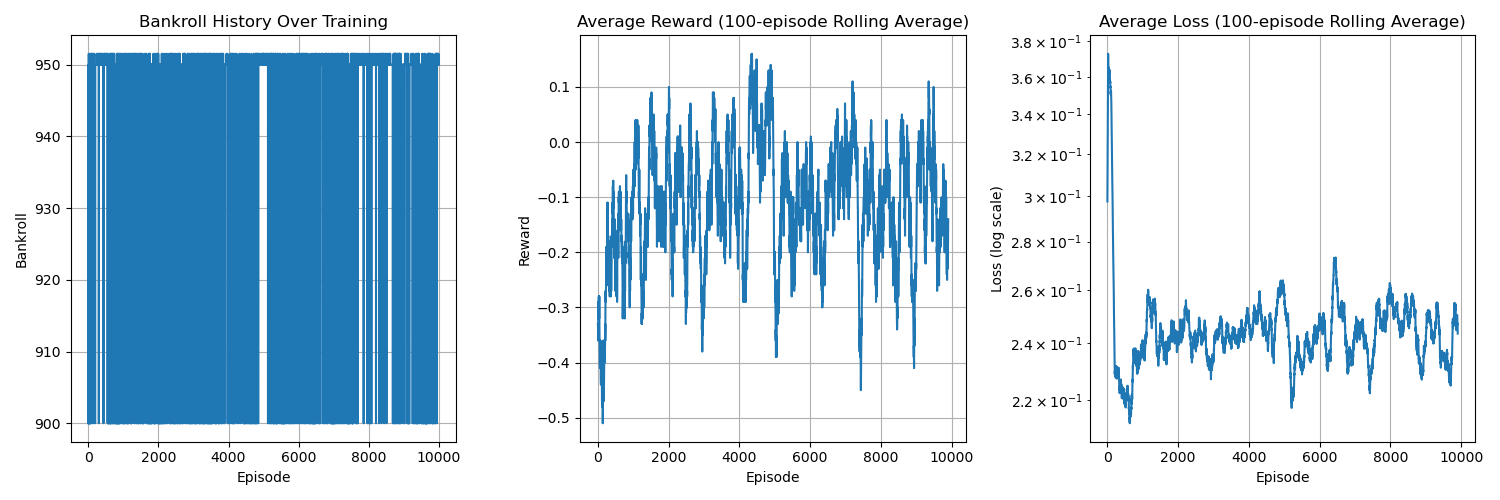 Bankroll History Over Training
Bankroll
950
940
930
920
910
900
0 2000 4000 6000 8000 10000
Episode
Average Reward (100-episode Rolling Average)
Reward
0.1
0.0
−0.1
−0.2
−0.3
−0.4
−0.5
0 2000 4000 6000 8000 10000
Episode
Average Loss (100-episode Rolling Average)
Loss (log scale)
3.8 × 10⁻¹
3.6 × 10⁻¹
3.4 × 10⁻¹
3.2 × 10⁻¹
3 × 10⁻¹
2.8 × 10⁻¹
2.6 × 10⁻¹
2.4 × 10⁻¹
2.2 × 10⁻¹
0 2000 4000 6000 8000 10000
Episode